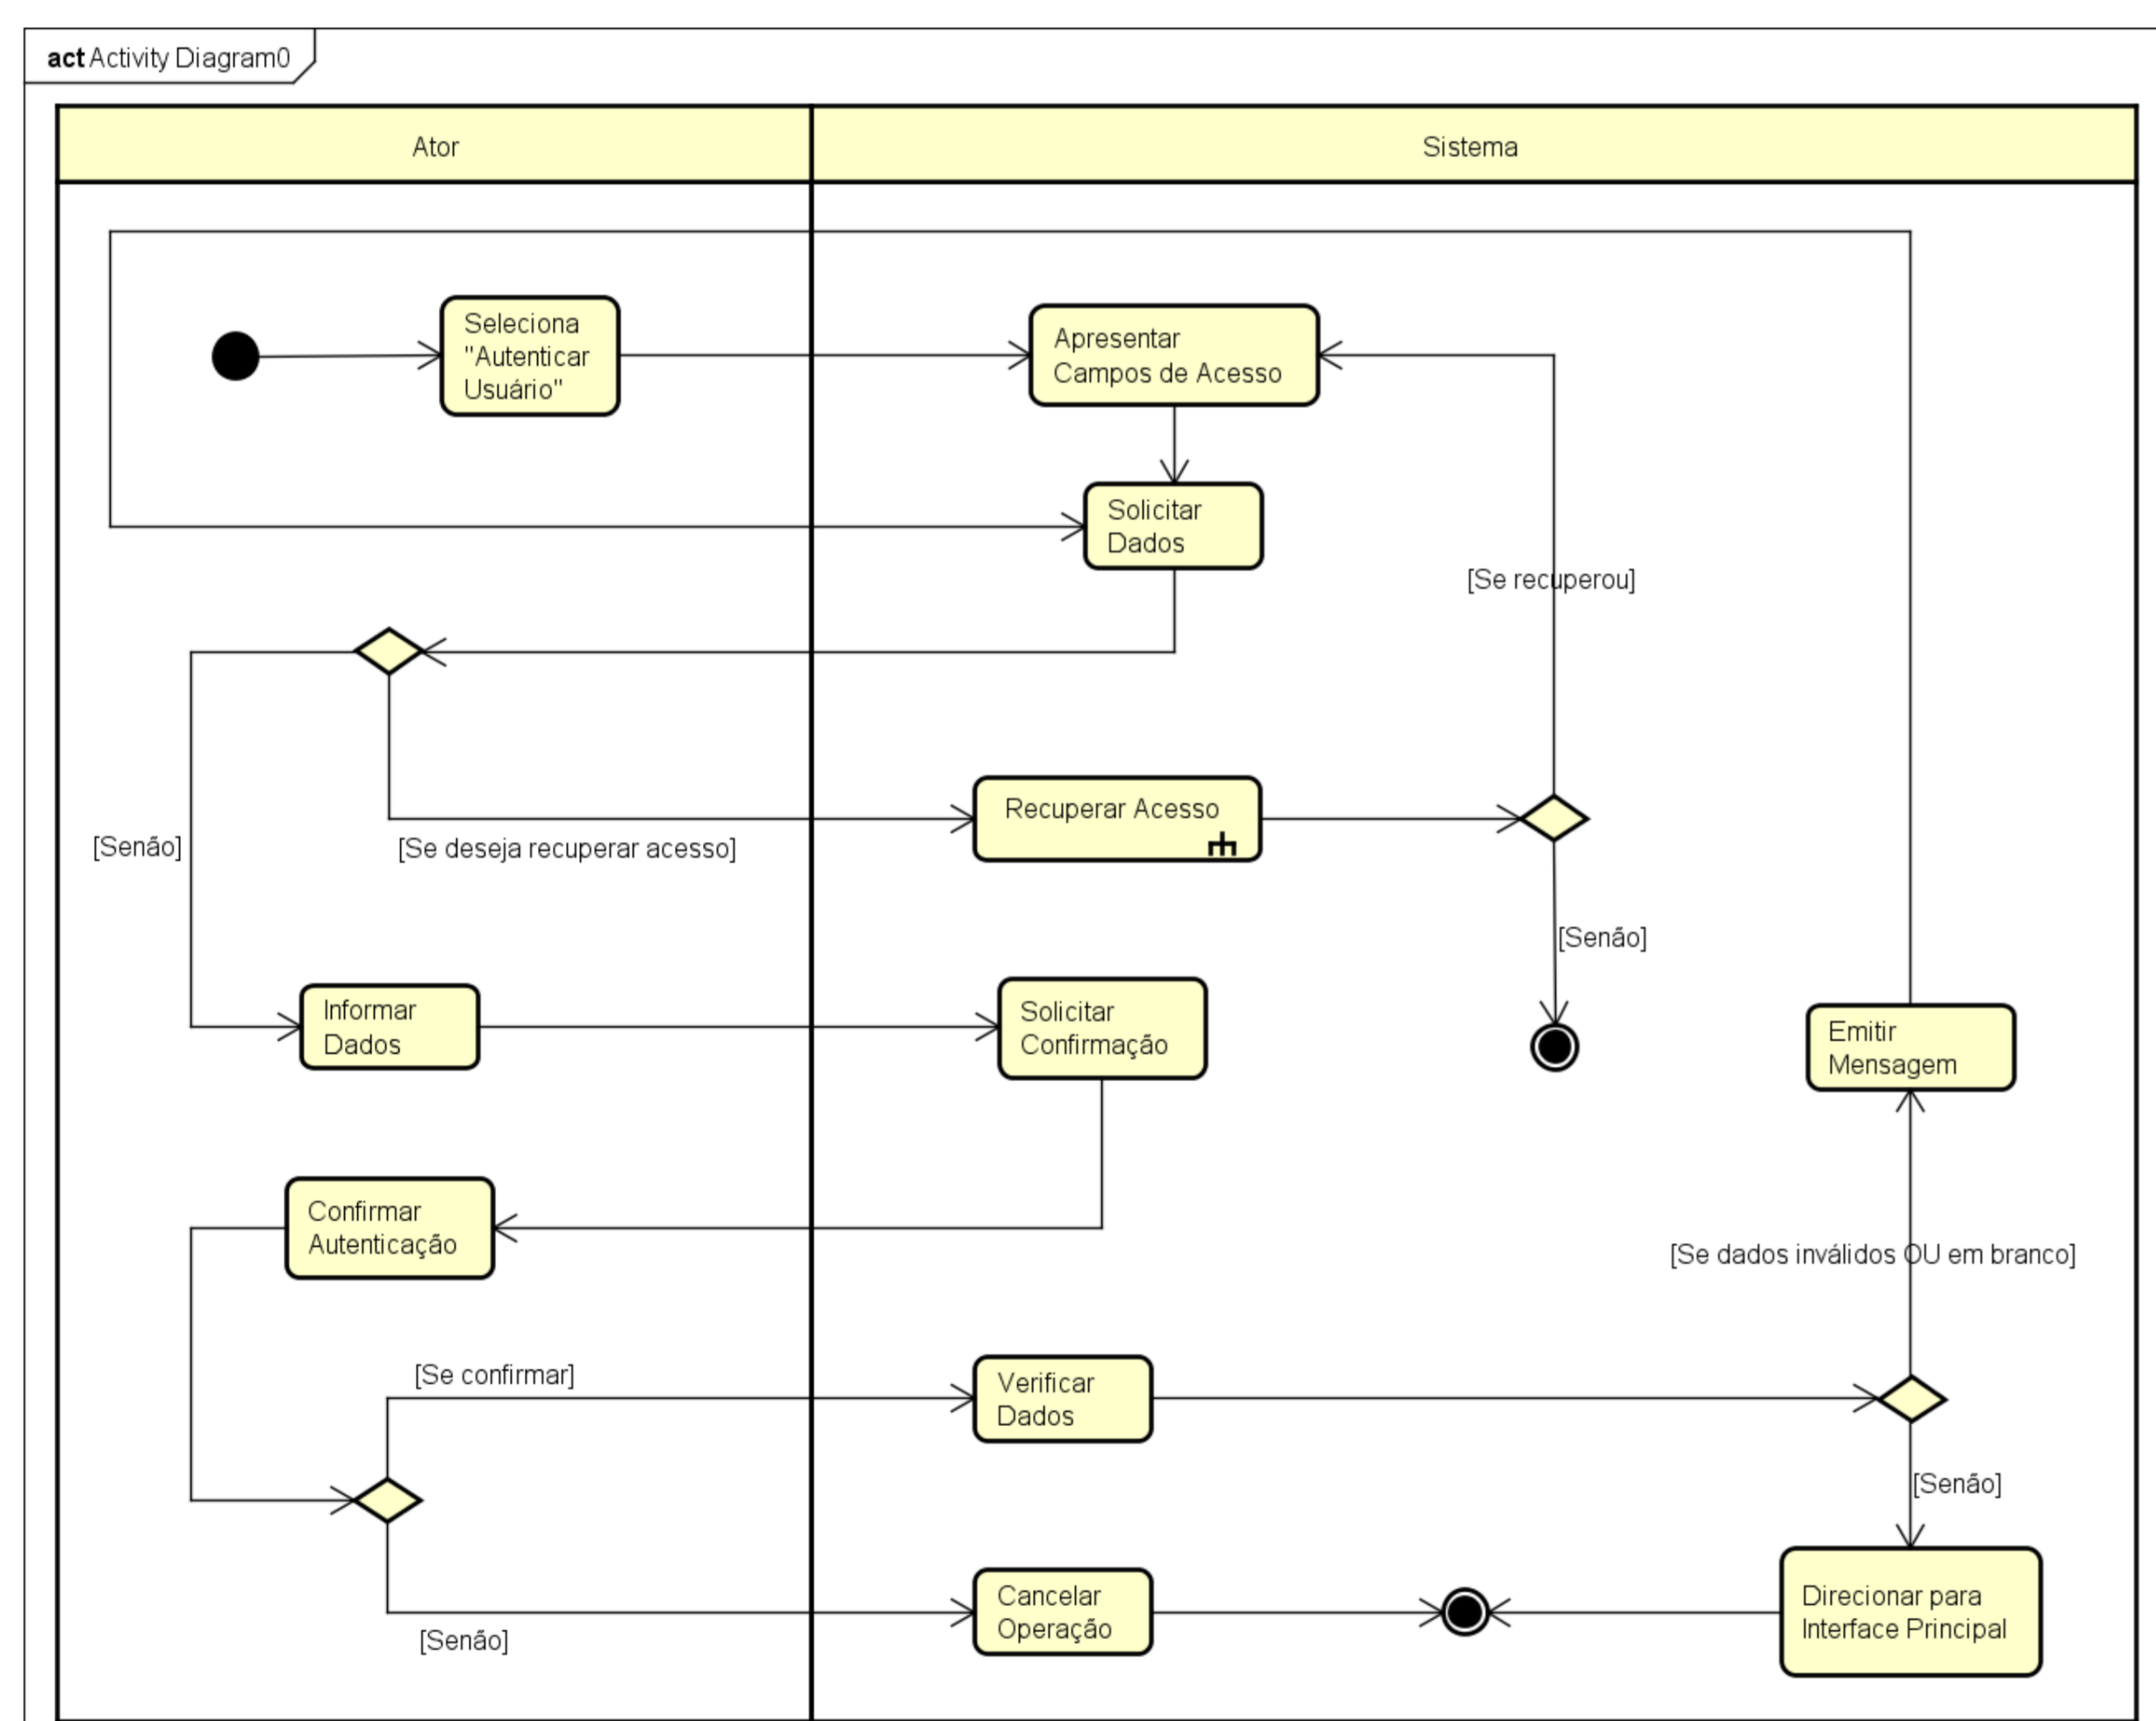 act Activity Diagram0
Ator
Sistema
Seleciona
"Autenticar
Usuário"
Apresentar
Campos de Acesso
Solicitar
Dados
[Se recuperou]
Recuperar Acesso
[Senão]
[Se deseja recuperar acesso]
[Senão]
Informar
Dados
Solicitar
Confirmação
Emitir
Mensagem
Confirmar
Autenticação
[Se dados inválidos OU em branco]
[Se confirmar]
Verificar
Dados
[Senão]
Cancelar
Operação
Direcionar para
Interface Principal
[Senão]